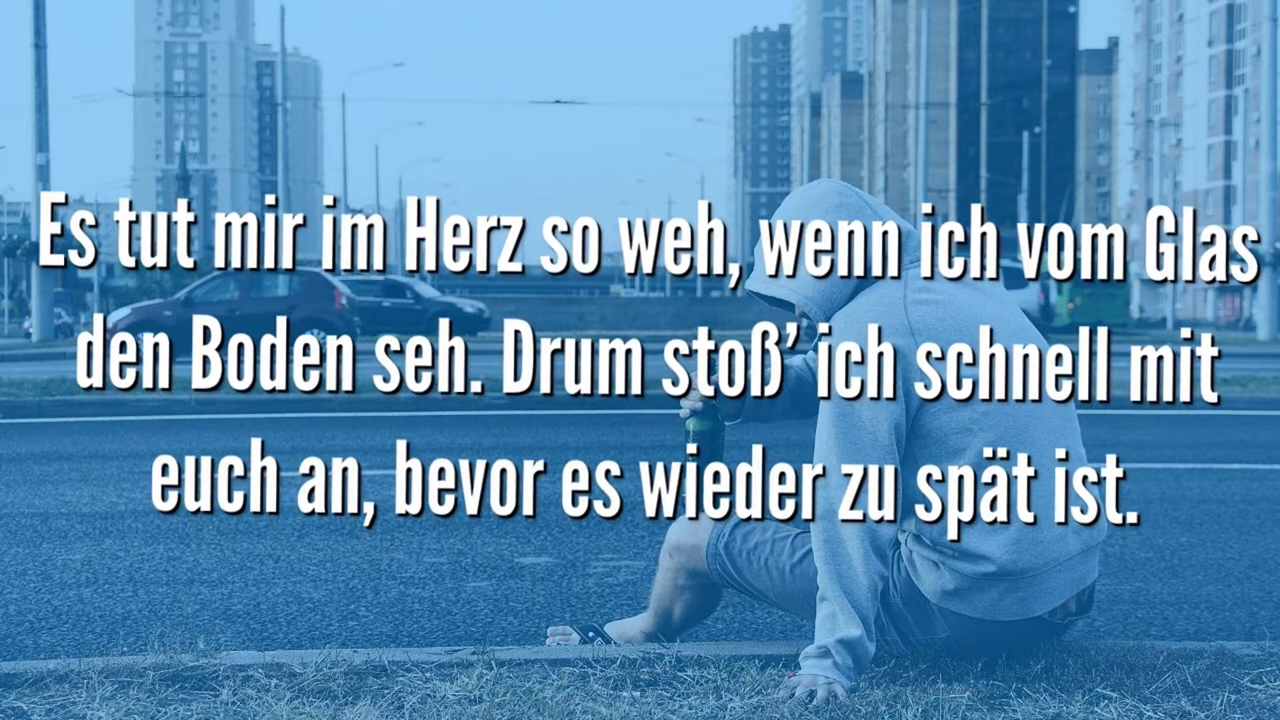 Es tut mir im Herz so weh, wenn ich vom Glas
den Boden seh. Drum stoß’ ich schnell mit
euch an, bevor es wieder zu spät ist.